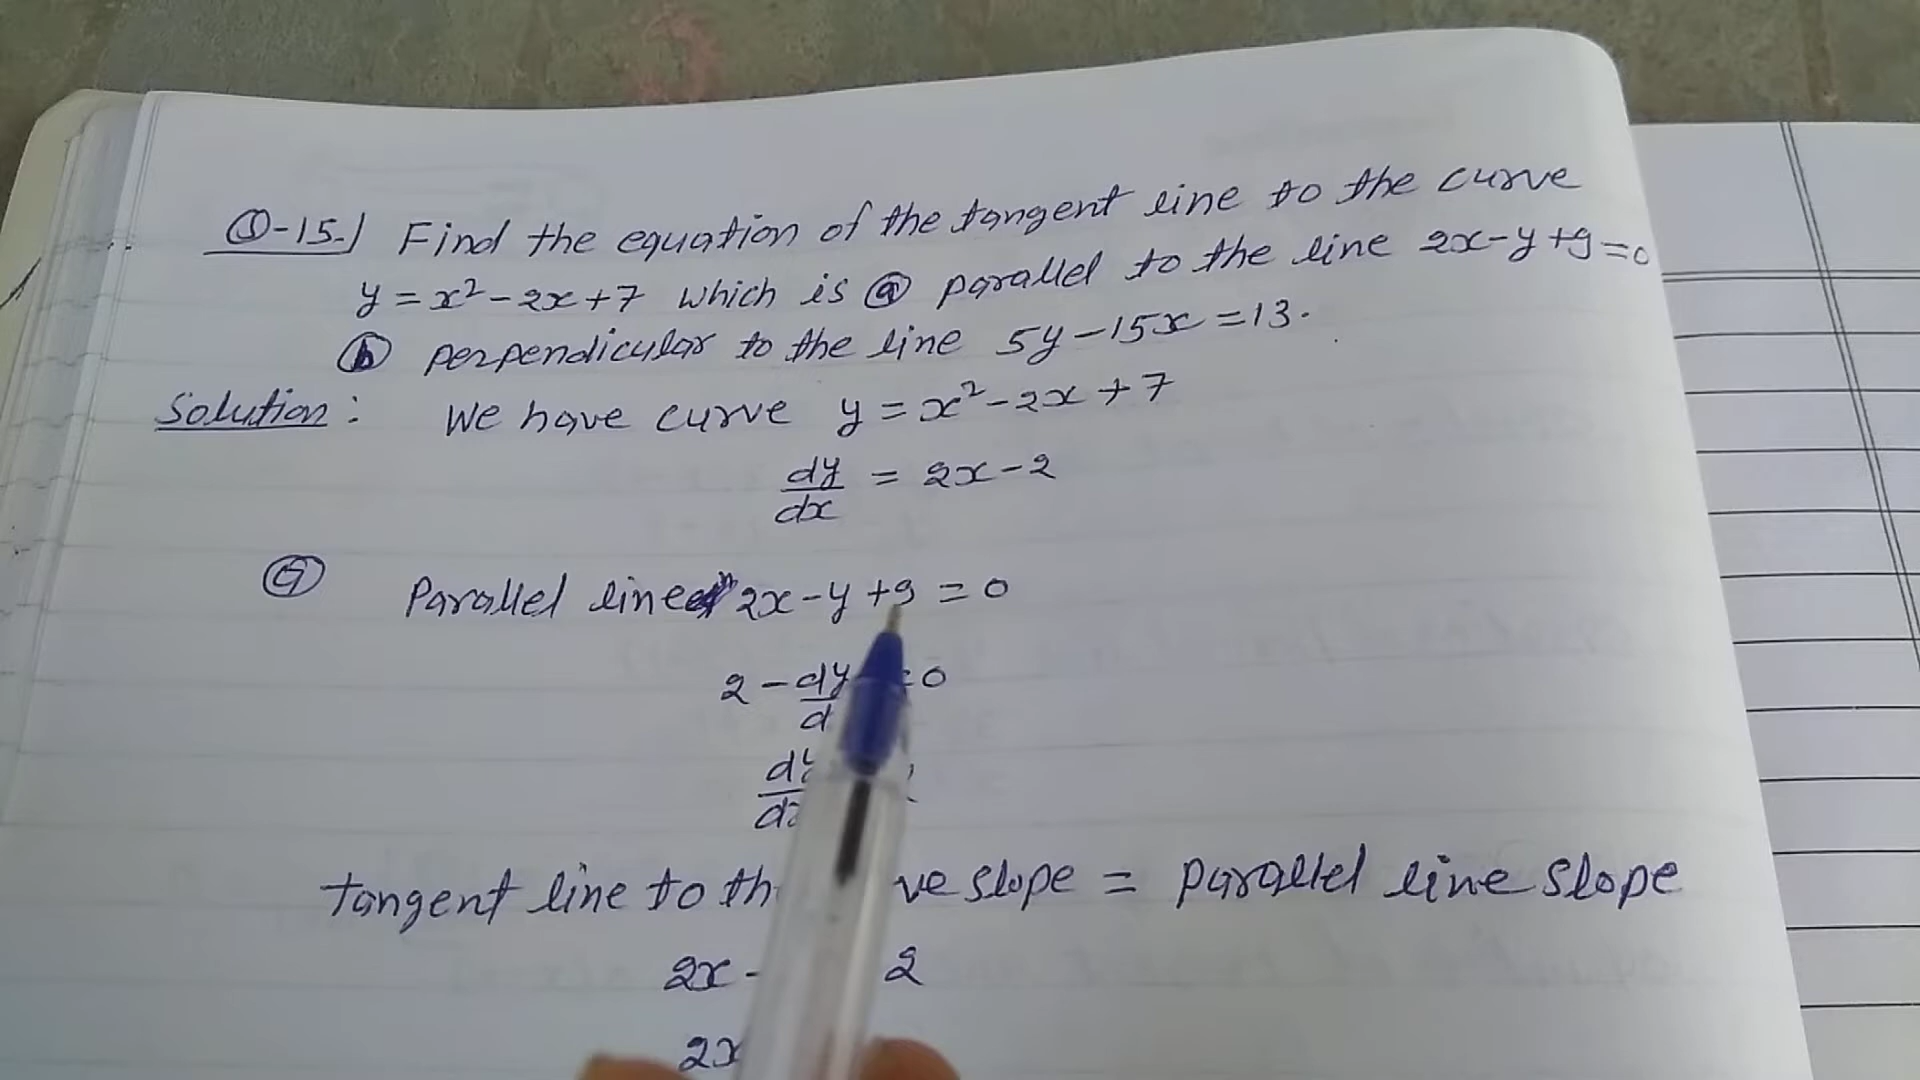 Q-15.) Find the equation of the tangent line to the curve
y = x² - 2x + 7 which is ⓐ parallel to the line 2x - y + 9 = 0
ⓑ perpendicular to the line 5y - 15x = 13.
Solution : We have curve y = x² - 2x + 7
dy/dx = 2x - 2
ⓐ Parallel line 2x - y + 9 = 0
2 - dy/d = 0
dy/dx
tangent line to th ve slope = parallel line slope
2x - 2
2x